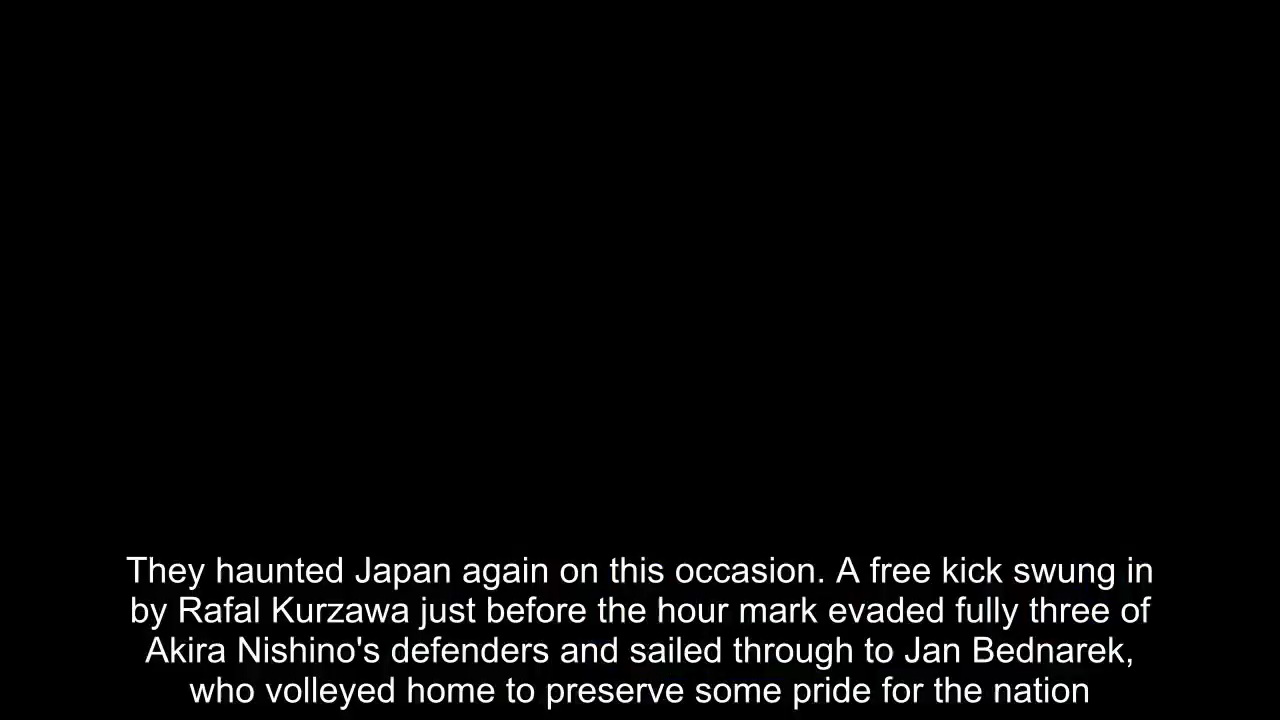 They haunted Japan again on this occasion. A free kick swung in
by Rafal Kurzawa just before the hour mark evaded fully three of
Akira Nishino's defenders and sailed through to Jan Bednarek,
who volleyed home to preserve some pride for the nation